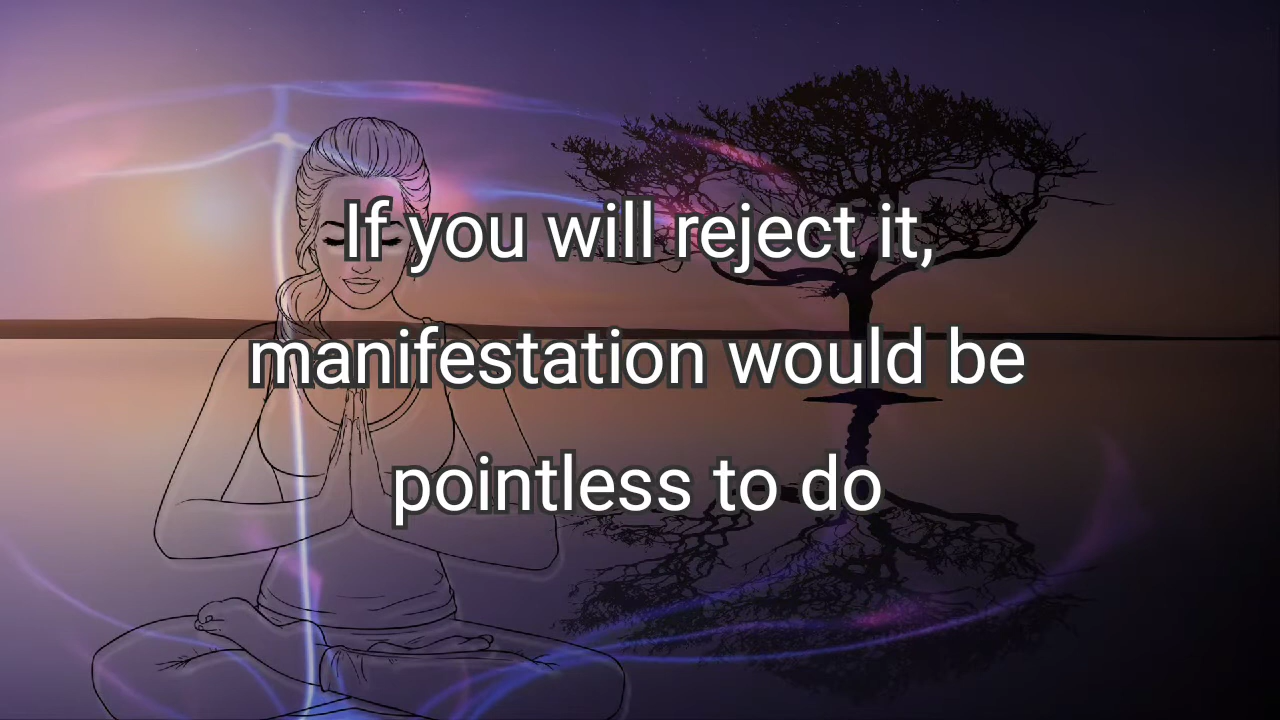 If you will reject it,
manifestation would be
pointless to do